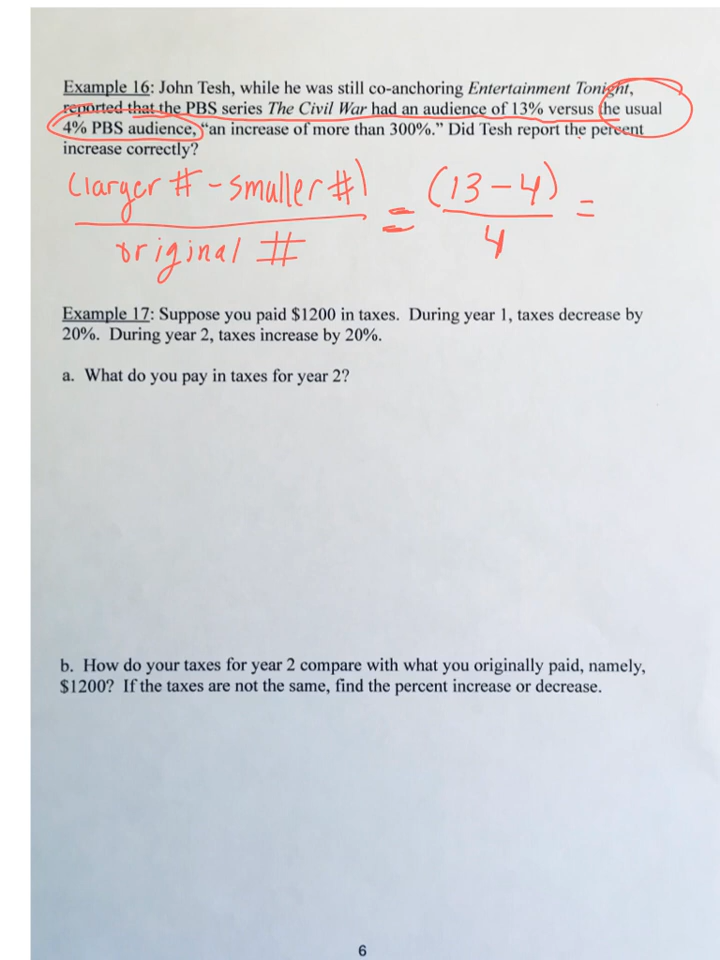 Example 16: John Tesh, while he was still co-anchoring Entertainment Tonight,
reported that the PBS series The Civil War had an audience of 13% versus the usual
4% PBS audience, “an increase of more than 300%.” Did Tesh report the percent
increase correctly?
(larger # - smaller #) = (13-4) =
original # 4
Example 17: Suppose you paid $1200 in taxes. During year 1, taxes decrease by
20%. During year 2, taxes increase by 20%.
a. What do you pay in taxes for year 2?
b. How do your taxes for year 2 compare with what you originally paid, namely,
$1200? If the taxes are not the same, find the percent increase or decrease.
6